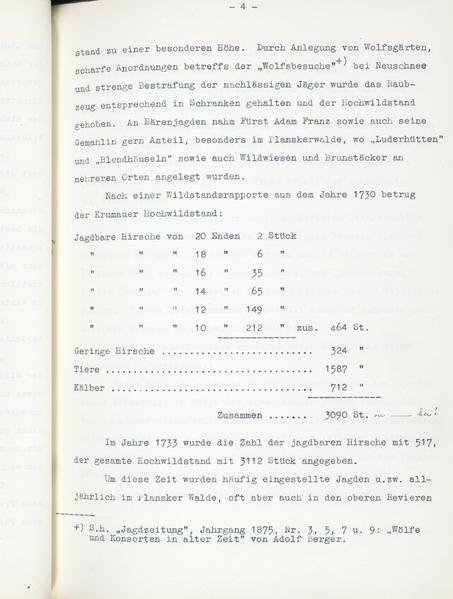 - 4 -
stand zu einer besonderen Höhe. Durch Anlegung von Wolfsgärten,
scharfe Anordnungen betreffs der „Wolfsbesuche"+) bei Neuschnee
und strenge Bestrafung der nachlässigen Jäger wurde das Raub-
zeug entsprechend in Schranken gehalten und der Hochwildstand
gehoben. An Bärenjagden nahm Fürst Adam Franz sowie auch seine
Gemahlin gern Anteil, besonders im Planskerwalde, wo „Luderhütten"
und „Blendhäuseln" sowie auch Wildwiesen und Brunstäcker an
mehreren Orten angelegt wurden.
Nach einer Wildstandsrapporte aus dem Jahre 1730 betrug
der Krumauer Hochwildstand:
Jagdbare Hirsche von 20 Enden 2 Stück
" " " 18 " 6 "
" " " 16 " 35 "
" " " 14 " 65 "
" " " 12 " 149 "
" " " 10 " 212 " zus. 464 St.
Geringe Hirsche .............................. 324 "
Tiere ........................................ 1587 "
Kälber ....................................... 712 "
Zusammen ....... 3090 St.
Im Jahre 1733 wurde die Zahl der jagdbaren Hirsche mit 517,
der gesamte Hochwildstand mit 3112 Stück angegeben.
Um diese Zeit wurden häufig eingestellte Jagden u.zw. all-
jährlich im Plansker Walde, oft aber auch in den oberen Revieren
+) S.h. „Jagdzeitung", Jahrgang 1875, Nr. 3, 5, 7 u. 9: „Wölfe
und Konsorten in alter Zeit" von Adolf Berger.